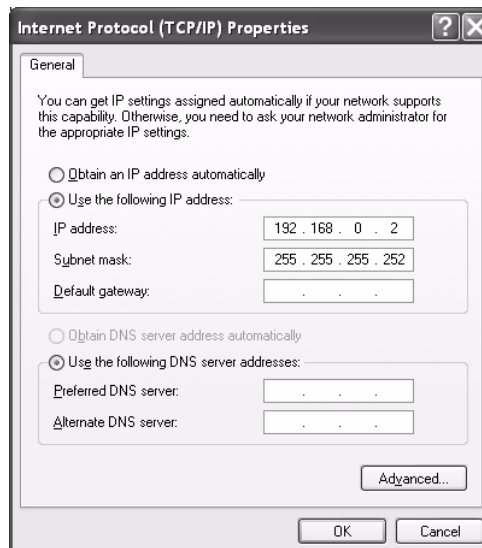 Internet Protocol (TCP/IP) Properties
General
You can get IP settings assigned automatically if your network supports
this capability. Otherwise, you need to ask your network administrator for
the appropriate IP settings.
Obtain an IP address automatically
Use the following IP address:
IP address: 192 . 168 . 0 . 2
Subnet mask: 255 . 255 . 255 . 252
Default gateway: . . .
Obtain DNS server address automatically
Use the following DNS server addresses:
Preferred DNS server: . . .
Alternate DNS server: . . .
Advanced...
OK Cancel